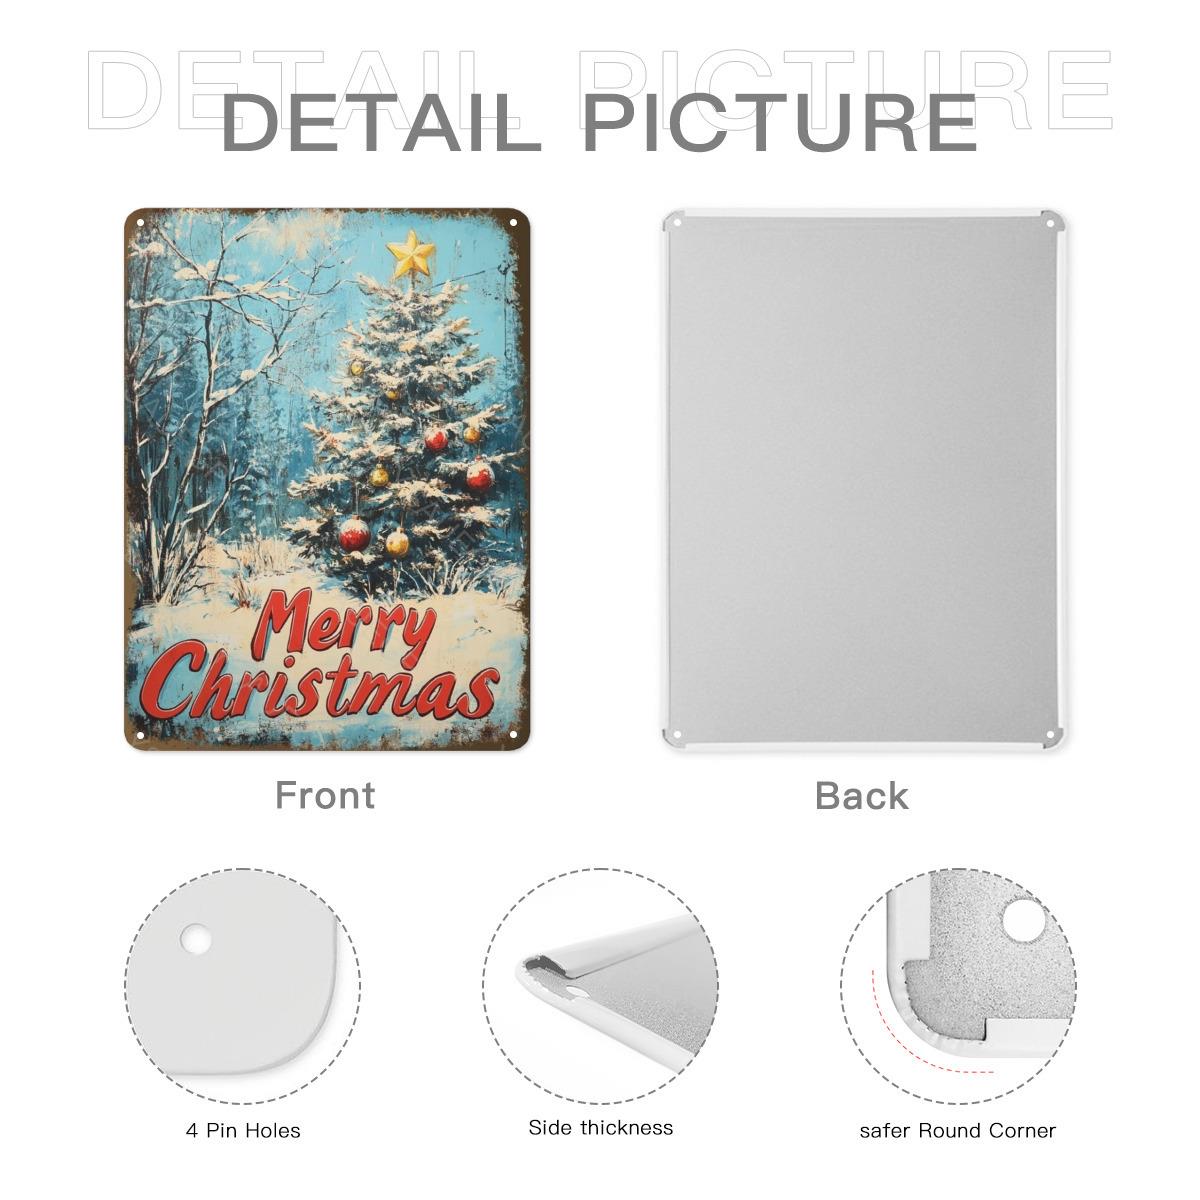 DETAIL PICTURE
DETAIL PICTURE
Merry
Christmas
Front
Back
4 Pin Holes
Side thickness
safer Round Corner